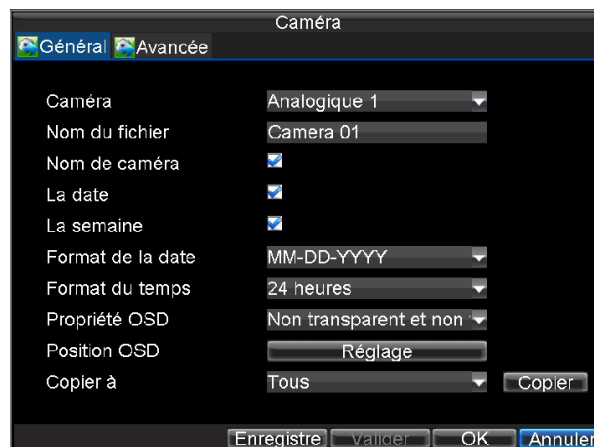 Caméra
Général Avancée
Caméra Analogique 1
Nom du fichier Camera 01
Nom de caméra
La date
La semaine
Format de la date MM-DD-YYYY
Format du temps 24 heures
Propriété OSD Non transparent et non
Position OSD Réglage
Copier à Tous Copier
Enregistre Valider OK Annuler